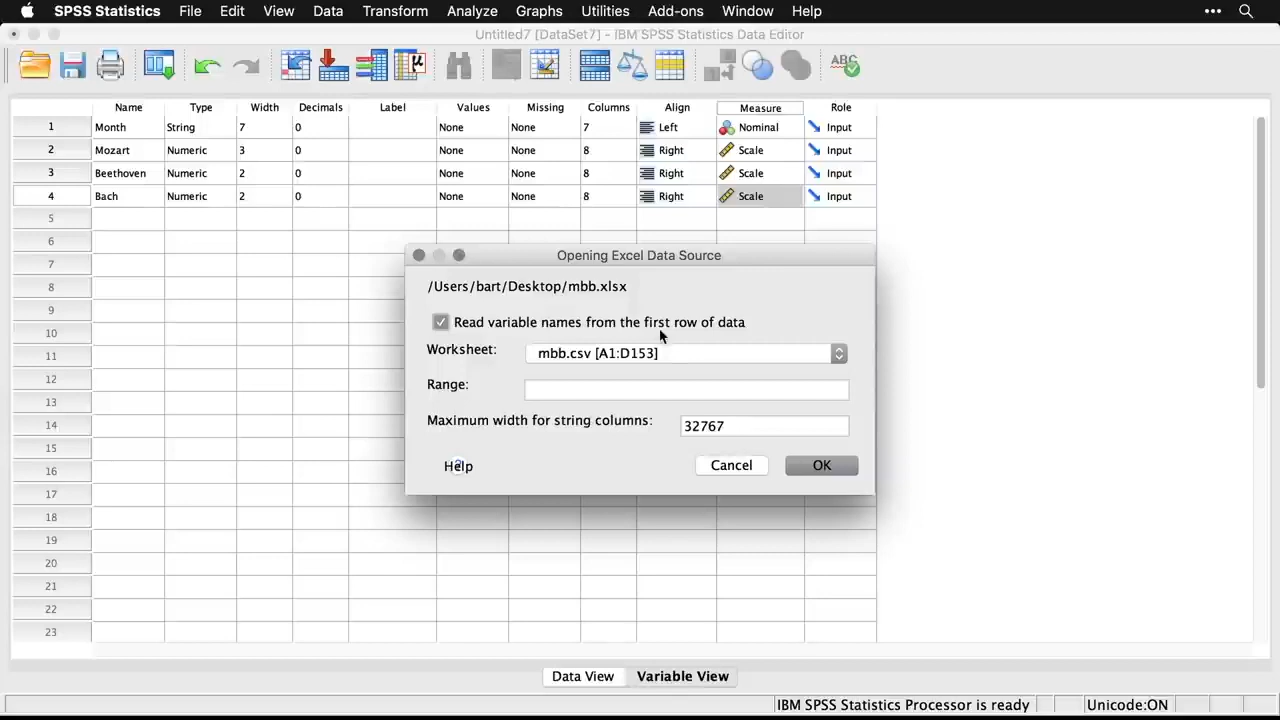 SPSS Statistics File Edit View Data Transform Analyze Graphs Utilities Add-ons Window Help
Untitled7 [DataSet7] - IBM SPSS Statistics Data Editor
μ
ABC
Name Type Width Decimals Label Values Missing Columns Align Measure Role
1 Month String 7 0 None None 7 Left Nominal Input
2 Mozart Numeric 3 0 None None 8 Right Scale Input
3 Beethoven Numeric 2 0 None None 8 Right Scale Input
4 Bach Numeric 2 0 None None 8 Right Scale Input
5
6
7
8
9
10
11
12
13
14
15
16
17
18
19
20
21
22
23
Opening Excel Data Source
/Users/bart/Desktop/mbb.xlsx
Read variable names from the first row of data
Worksheet: mbb.csv [A1:D153]
Range:
Maximum width for string columns: 32767
Help Cancel OK
Data View Variable View
IBM SPSS Statistics Processor is ready Unicode:ON